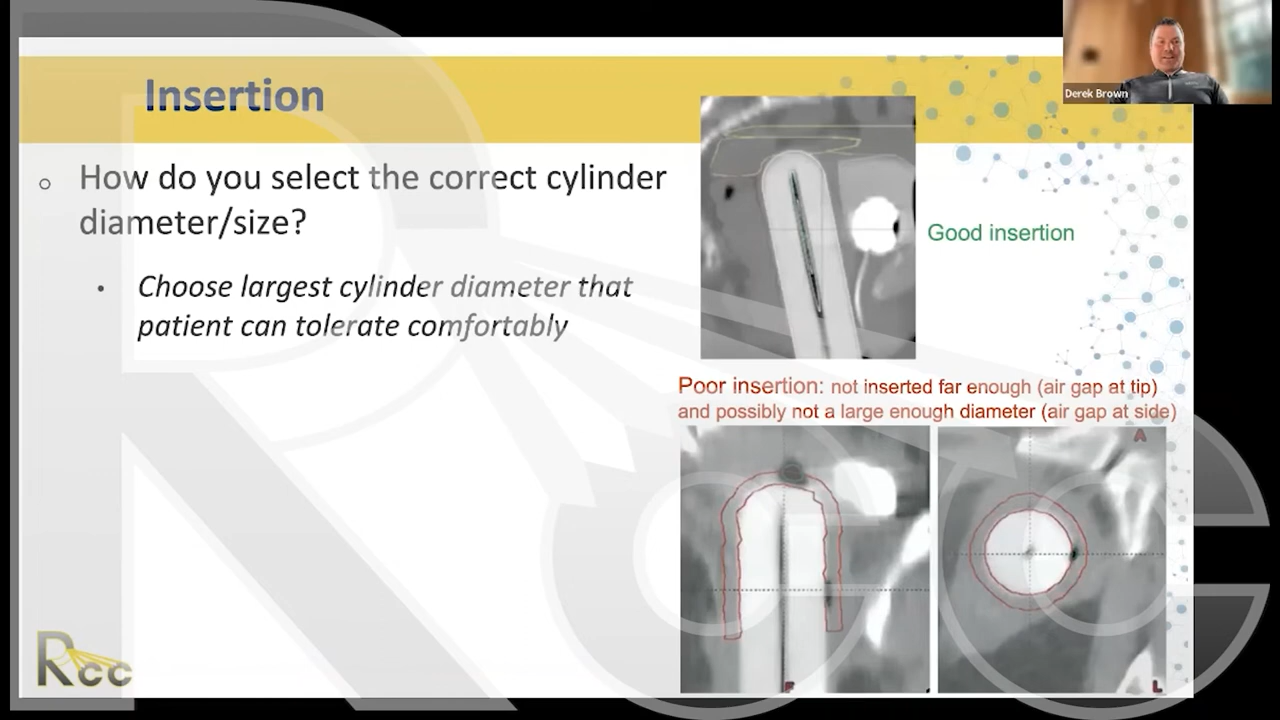 Derek Brown
Insertion
How do you select the correct cylinder
diameter/size?
Choose largest cylinder diameter that
patient can tolerate comfortably
Good insertion
Poor insertion: not inserted far enough (air gap at tip)
and possibly not a large enough diameter (air gap at side)
A
F
L
Rcc